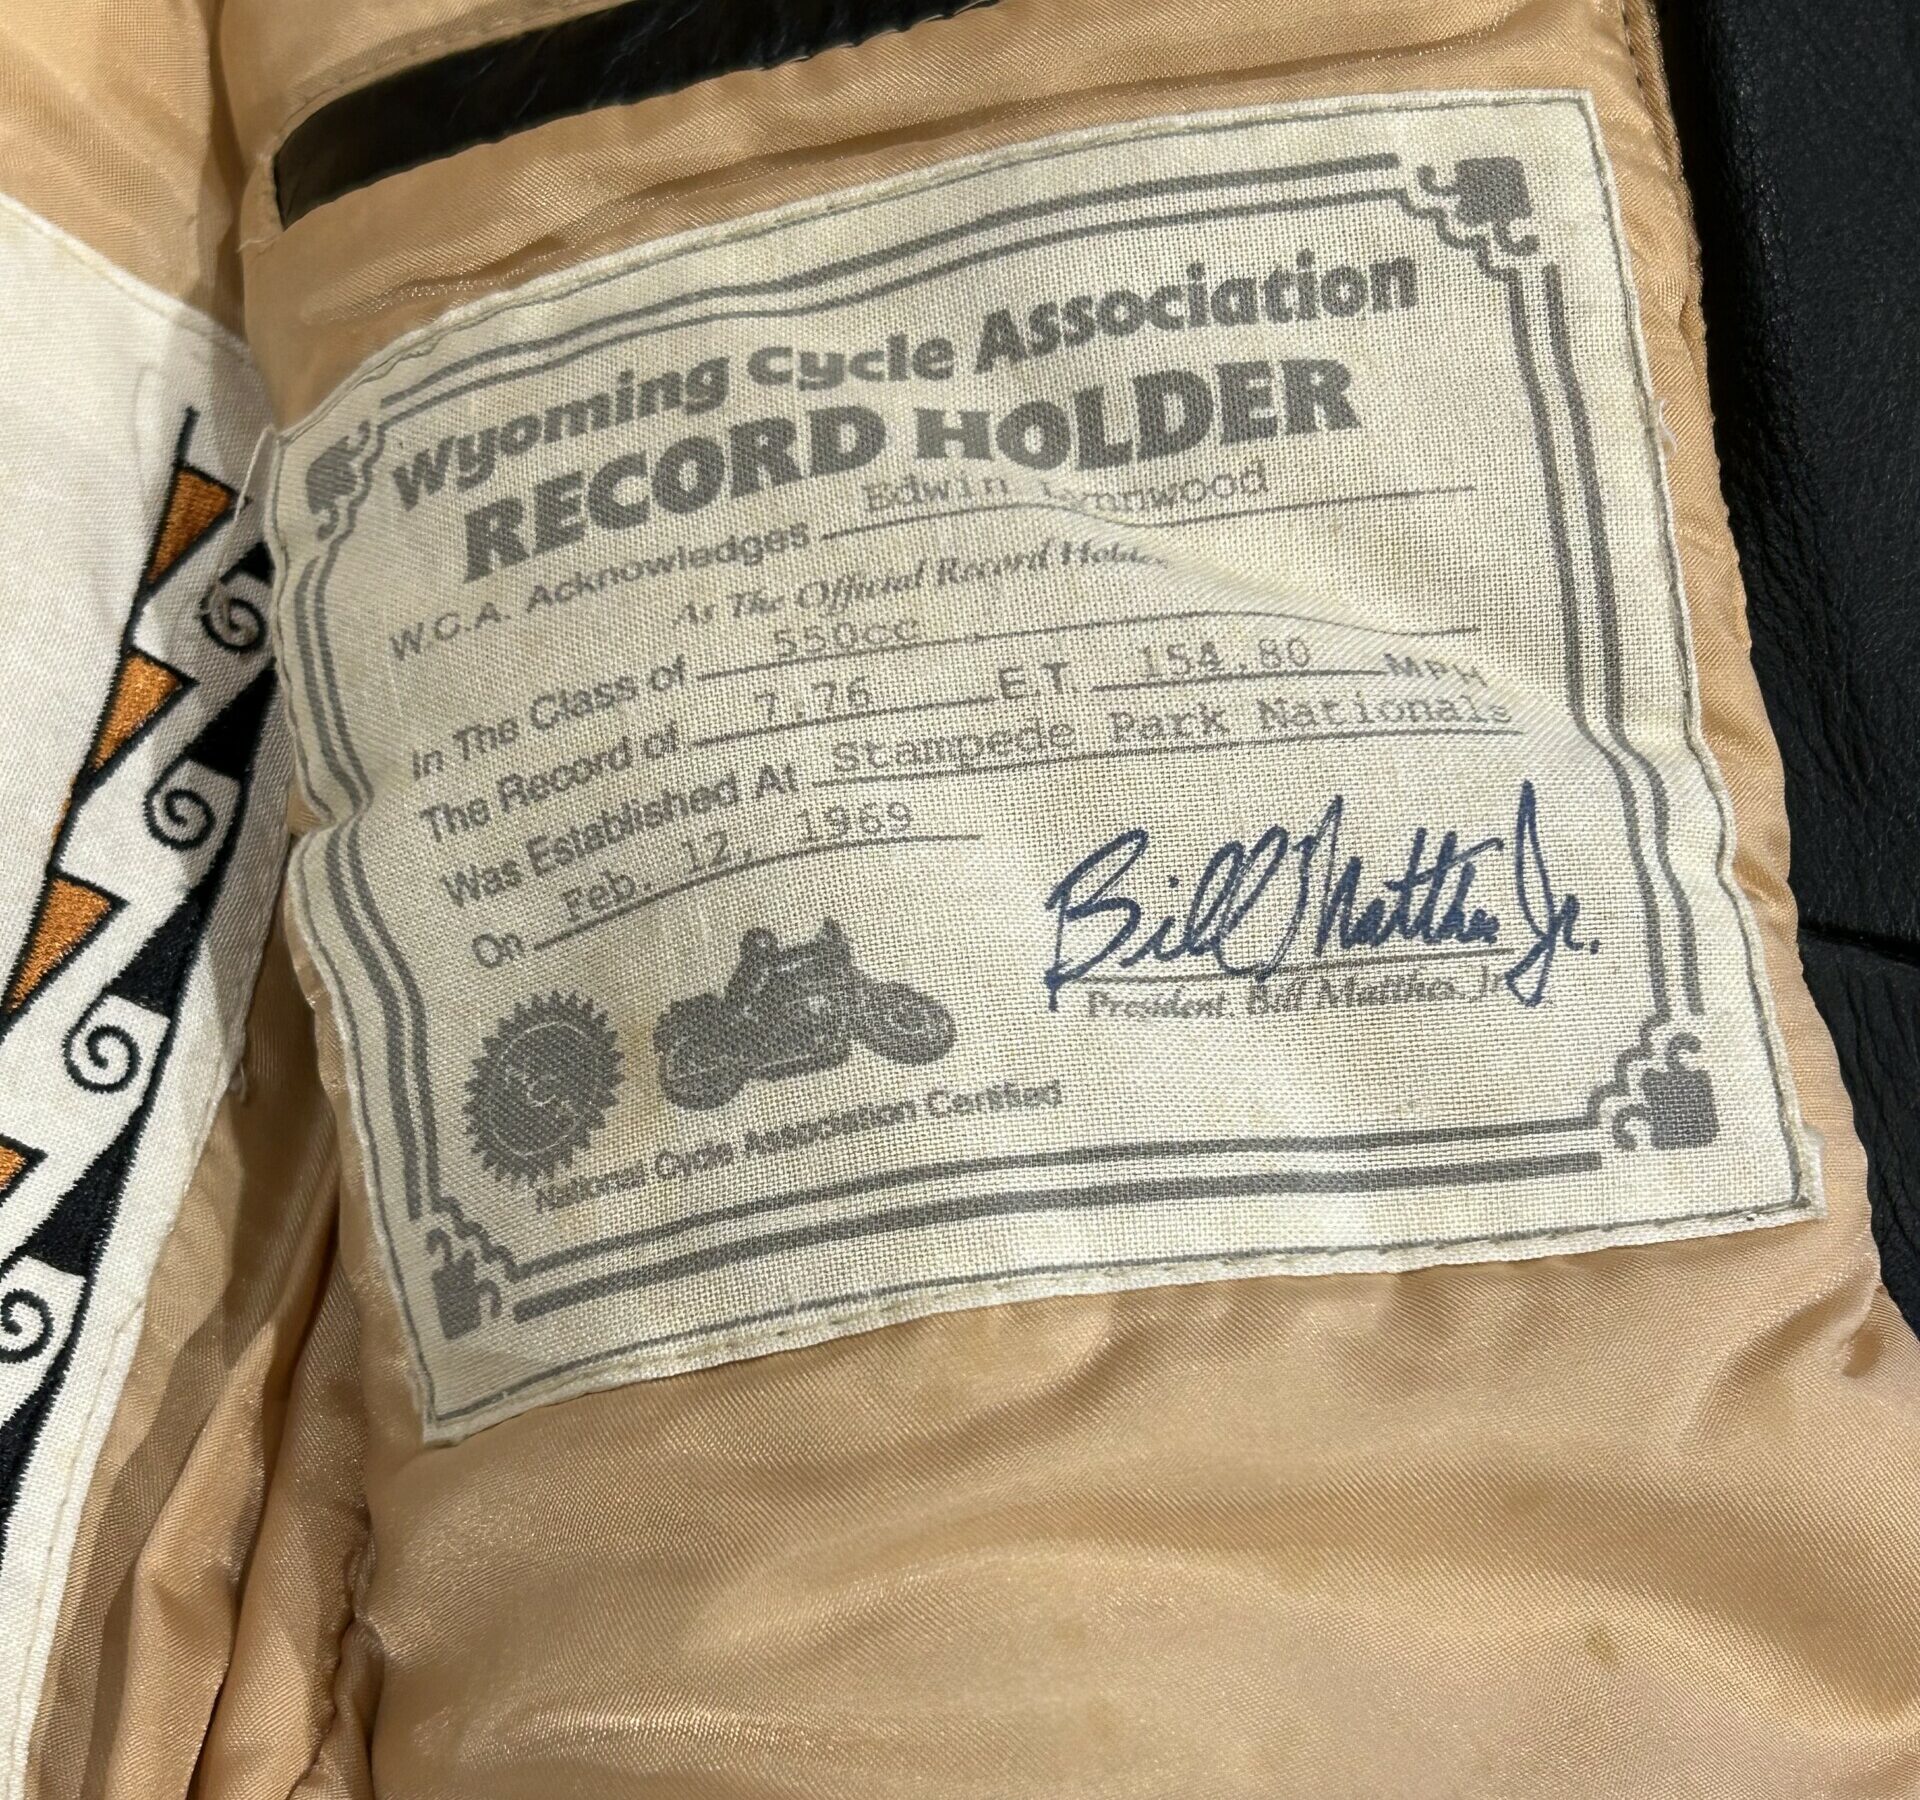 Wyoming Cycle Association
RECORD HOLDER
W.C.A. Acknowledges Edwin Lynnwood
As The Official Record Holder
In The Class of 550cc
The Record of 7.76 E.T. 154.80 MPH
Was Established At Stampede Park Nationals
On Feb. 12, 1969
Bill Matthes Jr.
President, Bill Matthes, Jr.
National Cycle Association Certified